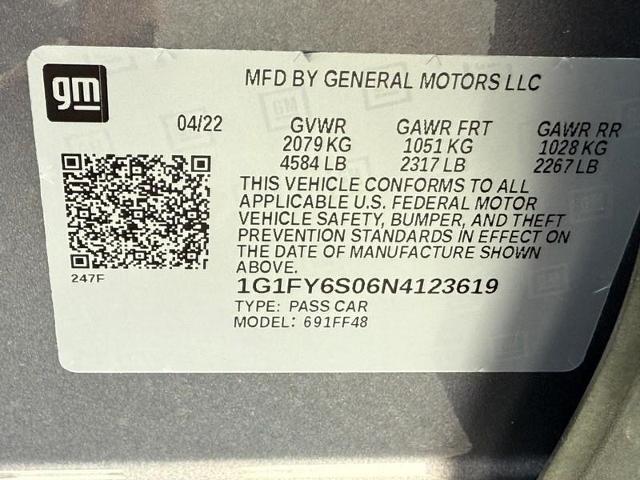 gm
MFD BY GENERAL MOTORS LLC
04/22 GVWR GAWR FRT GAWR RR
2079 KG 1051 KG 1028 KG
4584 LB 2317 LB 2267 LB
THIS VEHICLE CONFORMS TO ALL
APPLICABLE U.S. FEDERAL MOTOR
VEHICLE SAFETY, BUMPER, AND THEFT
PREVENTION STANDARDS IN EFFECT ON
THE DATE OF MANUFACTURE SHOWN
ABOVE.
247F
1G1FY6S06N4123619
TYPE: PASS CAR
MODEL: 691FF48